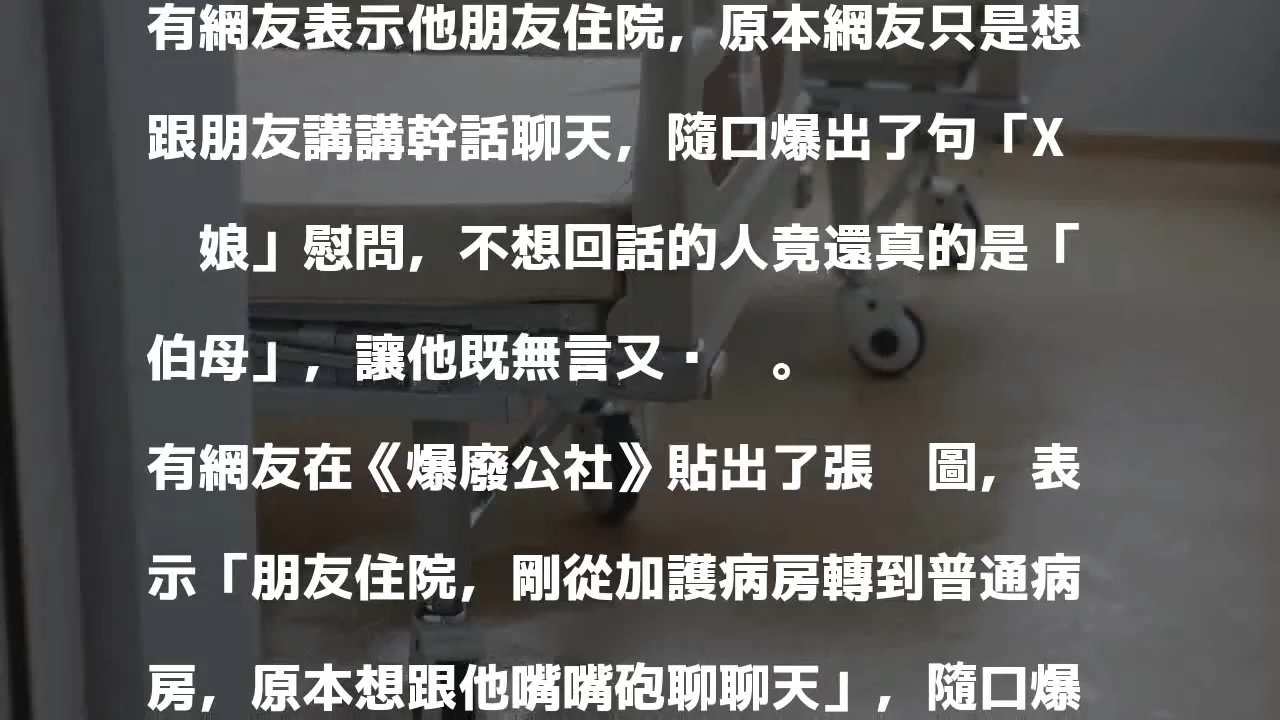 有網友表示他朋友住院，原本網友只是想
跟朋友講講幹話聊天，隨口爆出了句「X
娘」慰問，不想回話的人竟還真的是「
伯母」，讓他既無言又·　。
有網友在《爆廢公社》貼出了張　圖，表
示「朋友住院，剛從加護病房轉到普通病
房，原本想跟他嘴嘴砲聊聊天」，隨口爆